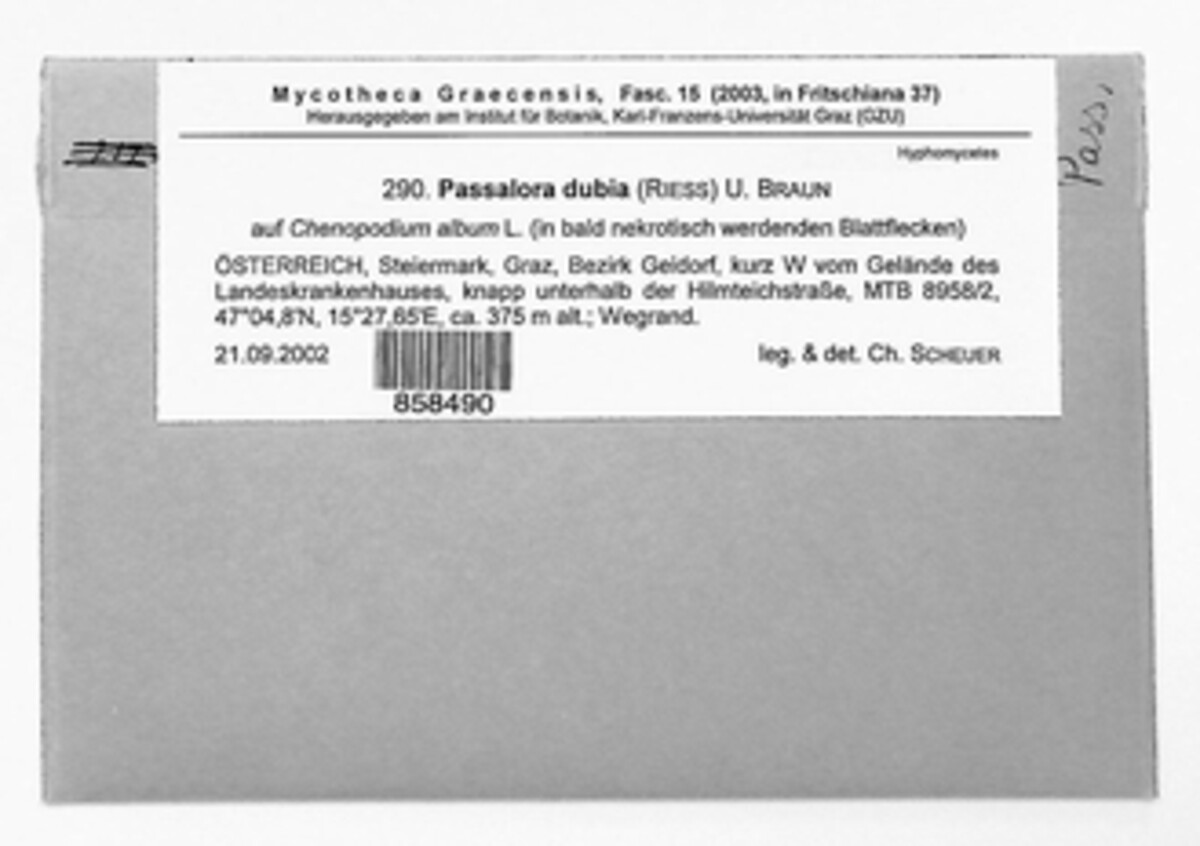 Mycotheca Graecensis, Fasc. 15 (2003, in Fritschiana 37)
Herausgegeben am Institut für Botanik, Karl-Franzens-Universität Graz (GZU)
Hyphomycetes
290. Passalora dubia (RIESS) U. BRAUN
auf Chenopodium album L. (in bald nekrotisch werdenden Blattflecken)
ÖSTERREICH, Steiermark, Graz, Bezirk Geidorf, kurz W vom Gelände des
Landeskrankenhauses, knapp unterhalb der Hilmteichstraße, MTB 8958/2,
47°04,8'N, 15°27,65'E, ca. 375 m alt.; Wegrand.
21.09.2002
leg. & det. Ch. SCHEUER
858490
Pass,